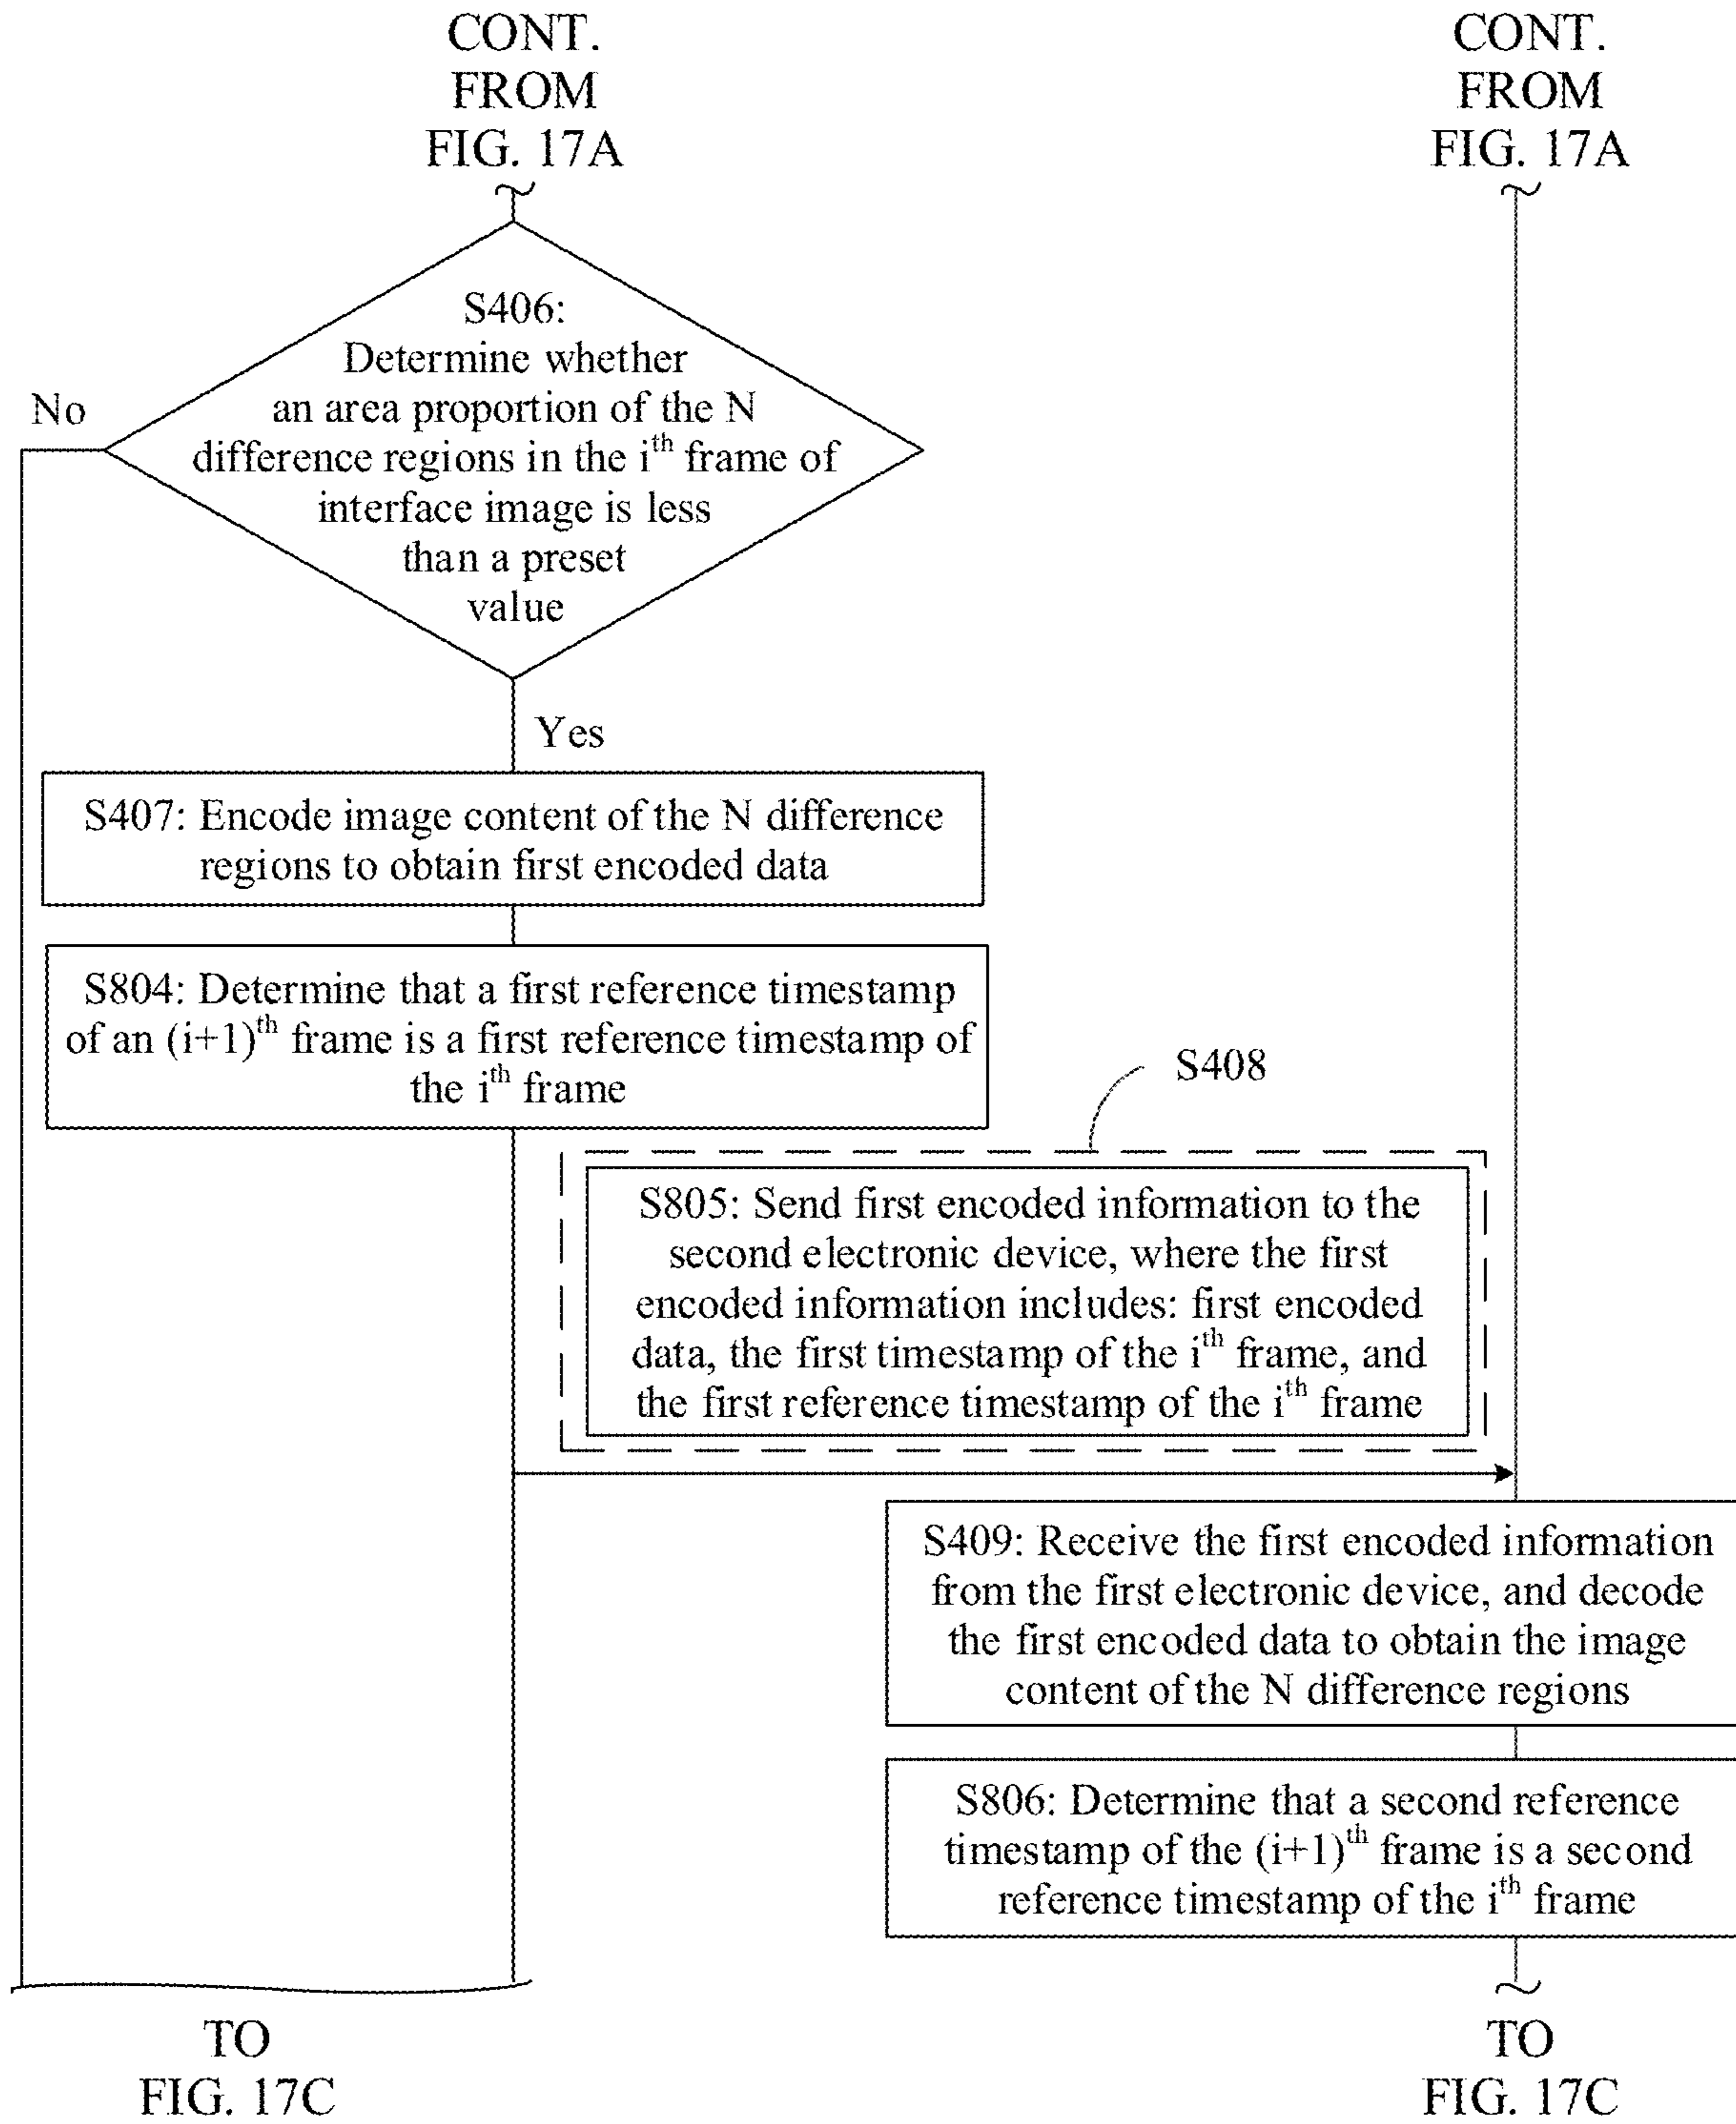 CONT.
FROM
FIG. 17A
CONT.
FROM
FIG. 17A
S406:
Determine whether
an area proportion of the N
difference regions in the i^th frame of
interface image is less
than a preset
value
No
Yes
S407: Encode image content of the N difference
regions to obtain first encoded data
S804: Determine that a first reference timestamp
of an (i+1)^th frame is a first reference timestamp of
the i^th frame
S408
S805: Send first encoded information to the
second electronic device, where the first
encoded information includes: first encoded
data, the first timestamp of the i^th frame, and
the first reference timestamp of the i^th frame
S409: Receive the first encoded information
from the first electronic device, and decode
the first encoded data to obtain the image
content of the N difference regions
S806: Determine that a second reference
timestamp of the (i+1)^th frame is a second
reference timestamp of the i^th frame
TO
FIG. 17C
TO
FIG. 17C